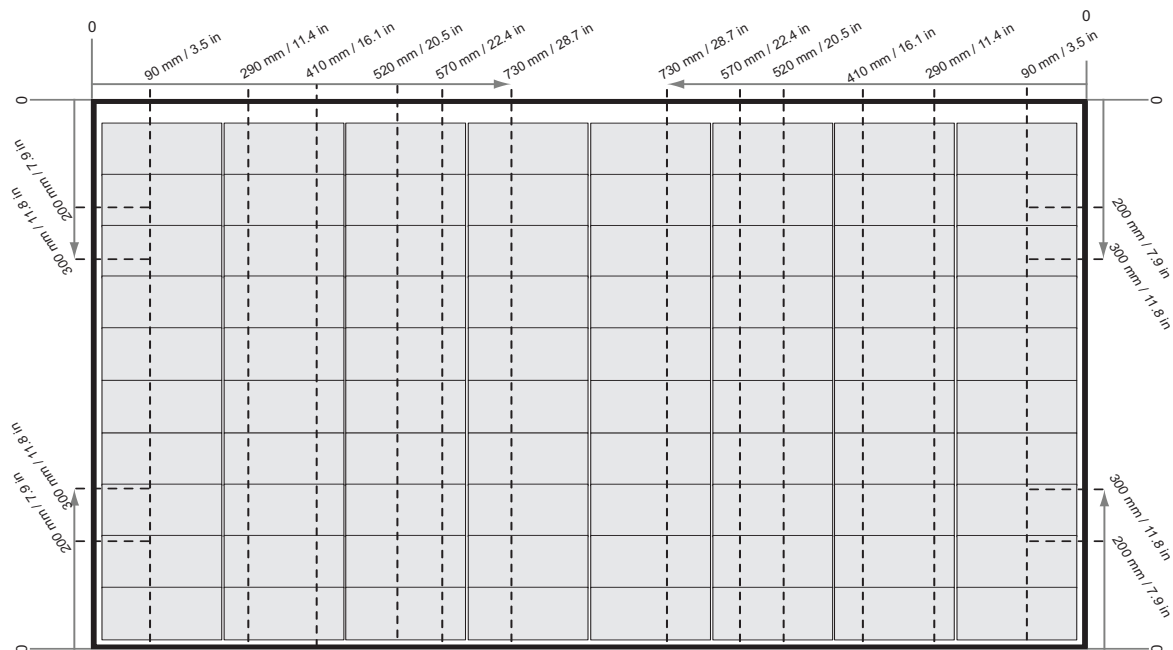 0
0
90 mm / 3.5 in
290 mm / 11.4 in
410 mm / 16.1 in
520 mm / 20.5 in
570 mm / 22.4 in
730 mm / 28.7 in
730 mm / 28.7 in
570 mm / 22.4 in
520 mm / 20.5 in
410 mm / 16.1 in
290 mm / 11.4 in
90 mm / 3.5 in
0
0
200 mm / 7.9 in
300 mm / 11.8 in
200 mm / 7.9 in
300 mm / 11.8 in
300 mm / 11.8 in
200 mm / 7.9 in
300 mm / 11.8 in
200 mm / 7.9 in
0
0